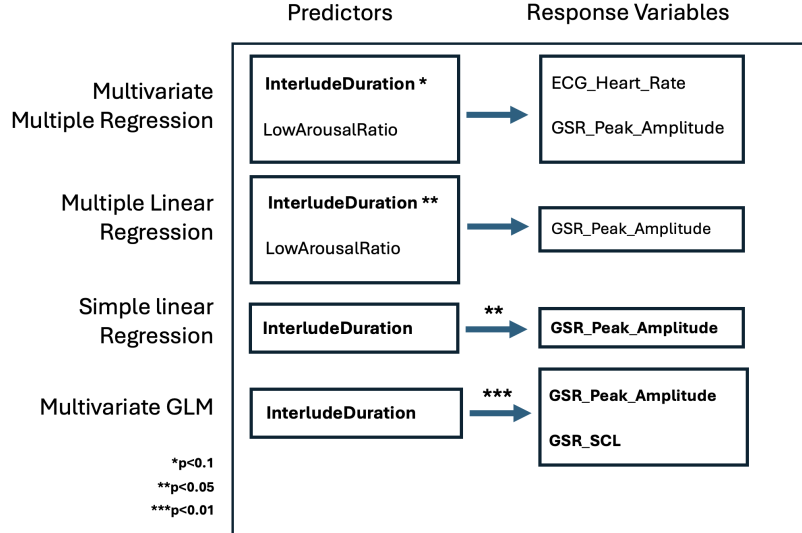 Predictors
Response Variables
Multivariate
Multiple Regression
InterludeDuration *
LowArousalRatio
ECG_Heart_Rate
GSR_Peak_Amplitude
Multiple Linear
Regression
InterludeDuration **
LowArousalRatio
GSR_Peak_Amplitude
Simple linear
Regression
InterludeDuration
**
GSR_Peak_Amplitude
Multivariate GLM
InterludeDuration
***
GSR_Peak_Amplitude
GSR_SCL
*p<0.1
**p<0.05
***p<0.01